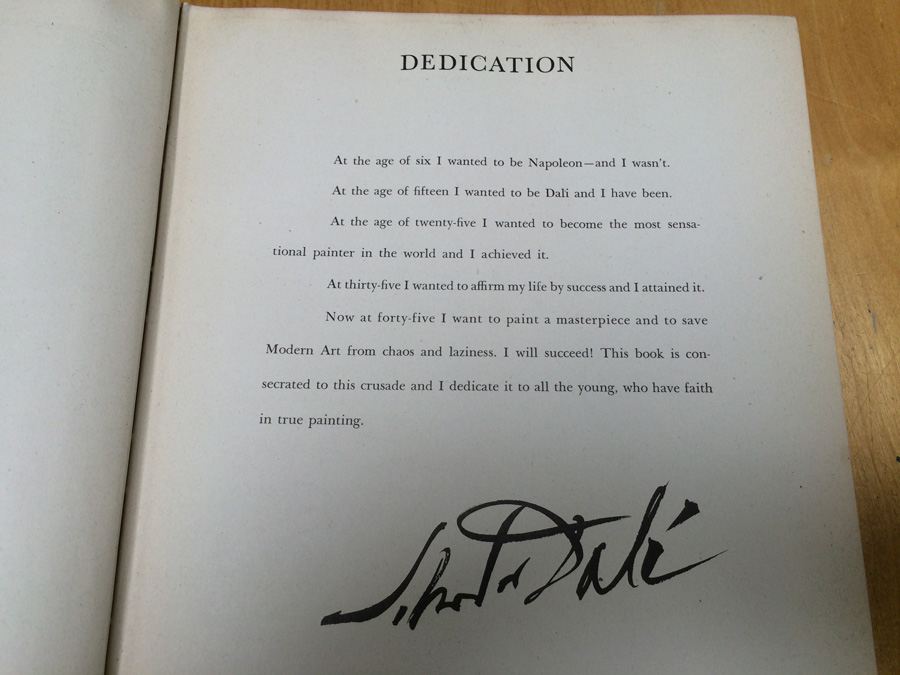 DEDICATION
At the age of six I wanted to be Napoleon—and I wasn't.
At the age of fifteen I wanted to be Dali and I have been.
At the age of twenty-five I wanted to become the most sensa-
tional painter in the world and I achieved it.
At thirty-five I wanted to affirm my life by success and I attained it.
Now at forty-five I want to paint a masterpiece and to save
Modern Art from chaos and laziness. I will succeed! This book is con-
secrated to this crusade and I dedicate it to all the young, who have faith
in true painting.
Salvador Dalí